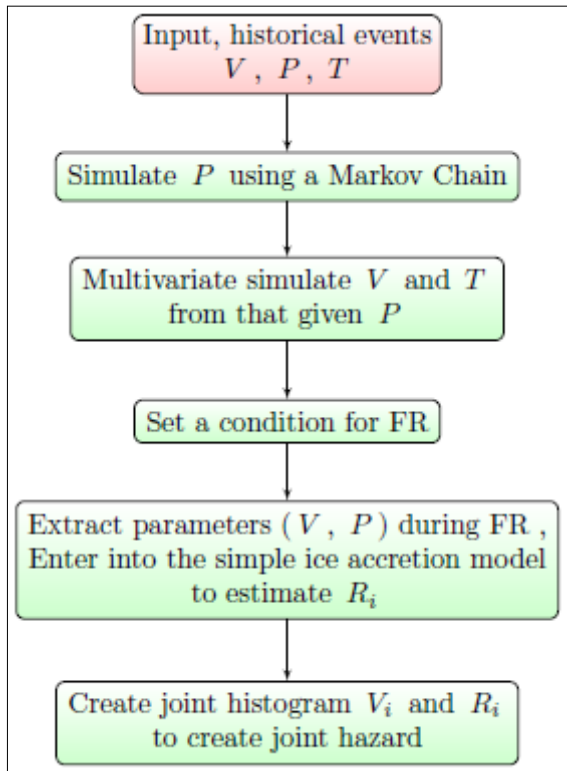 Input, historical events
V , P , T
Simulate P using a Markov Chain
Multivariate simulate V and T
from that given P
Set a condition for FR
Extract parameters ( V , P ) during FR ,
Enter into the simple ice accretion model
to estimate R_i
Create joint histogram V_i and R_i
to create joint hazard